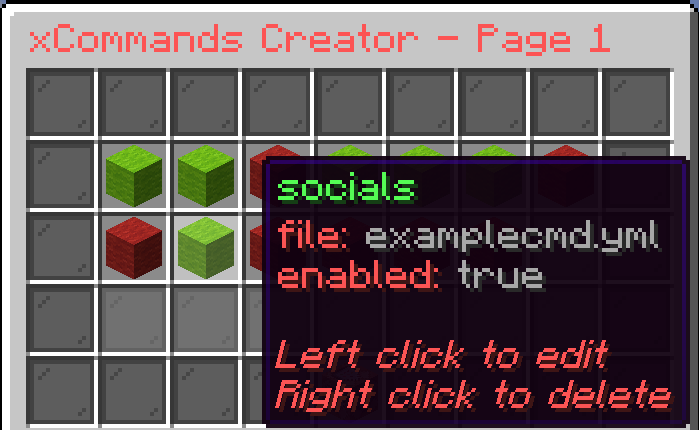 xCommands Creator - Page 1
socials
file: examplecmd.yml
enabled: true
Left click to edit
Right click to delete